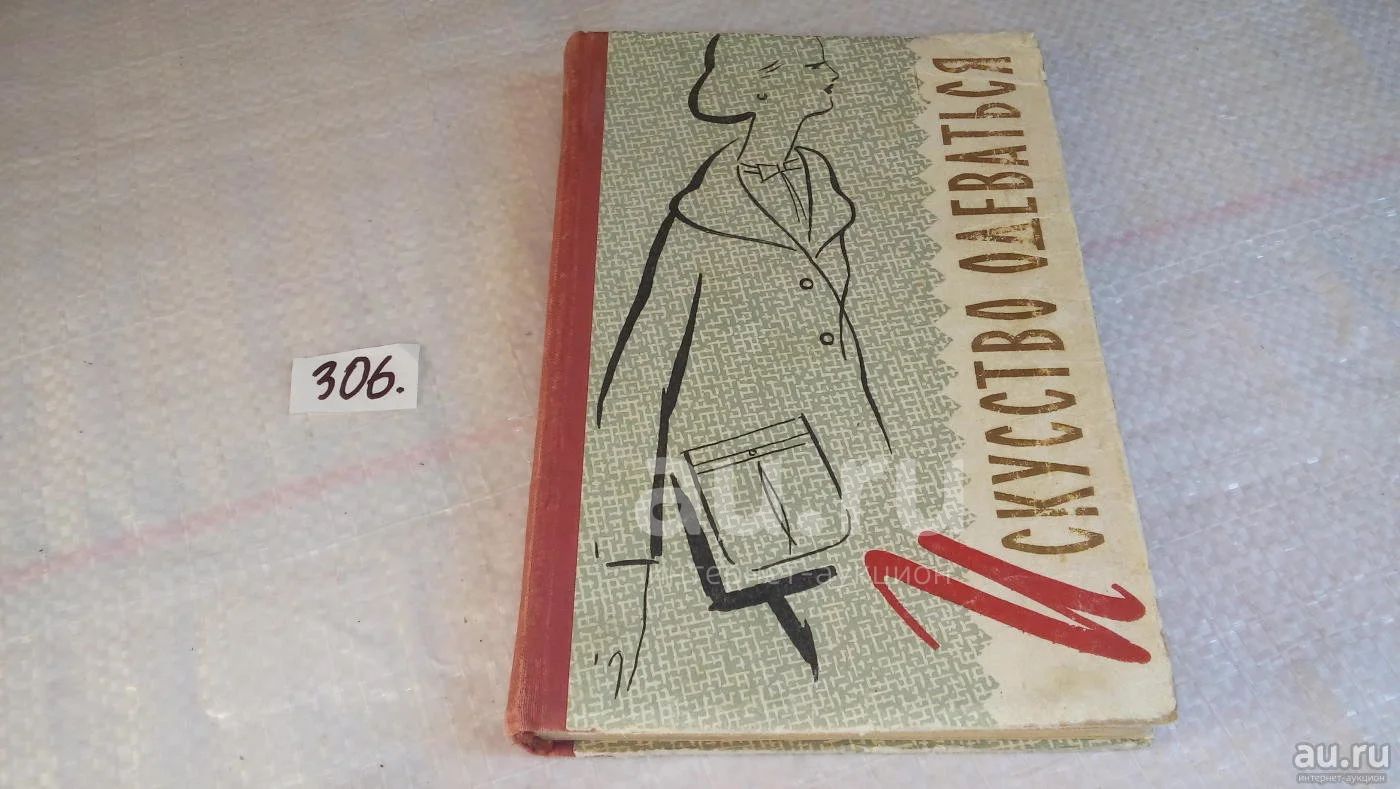 ИСКУССТВО ОДЕВАТЬСЯ
306.
au.ru
интернет-аукцион
au.ru
интернет-аукцион